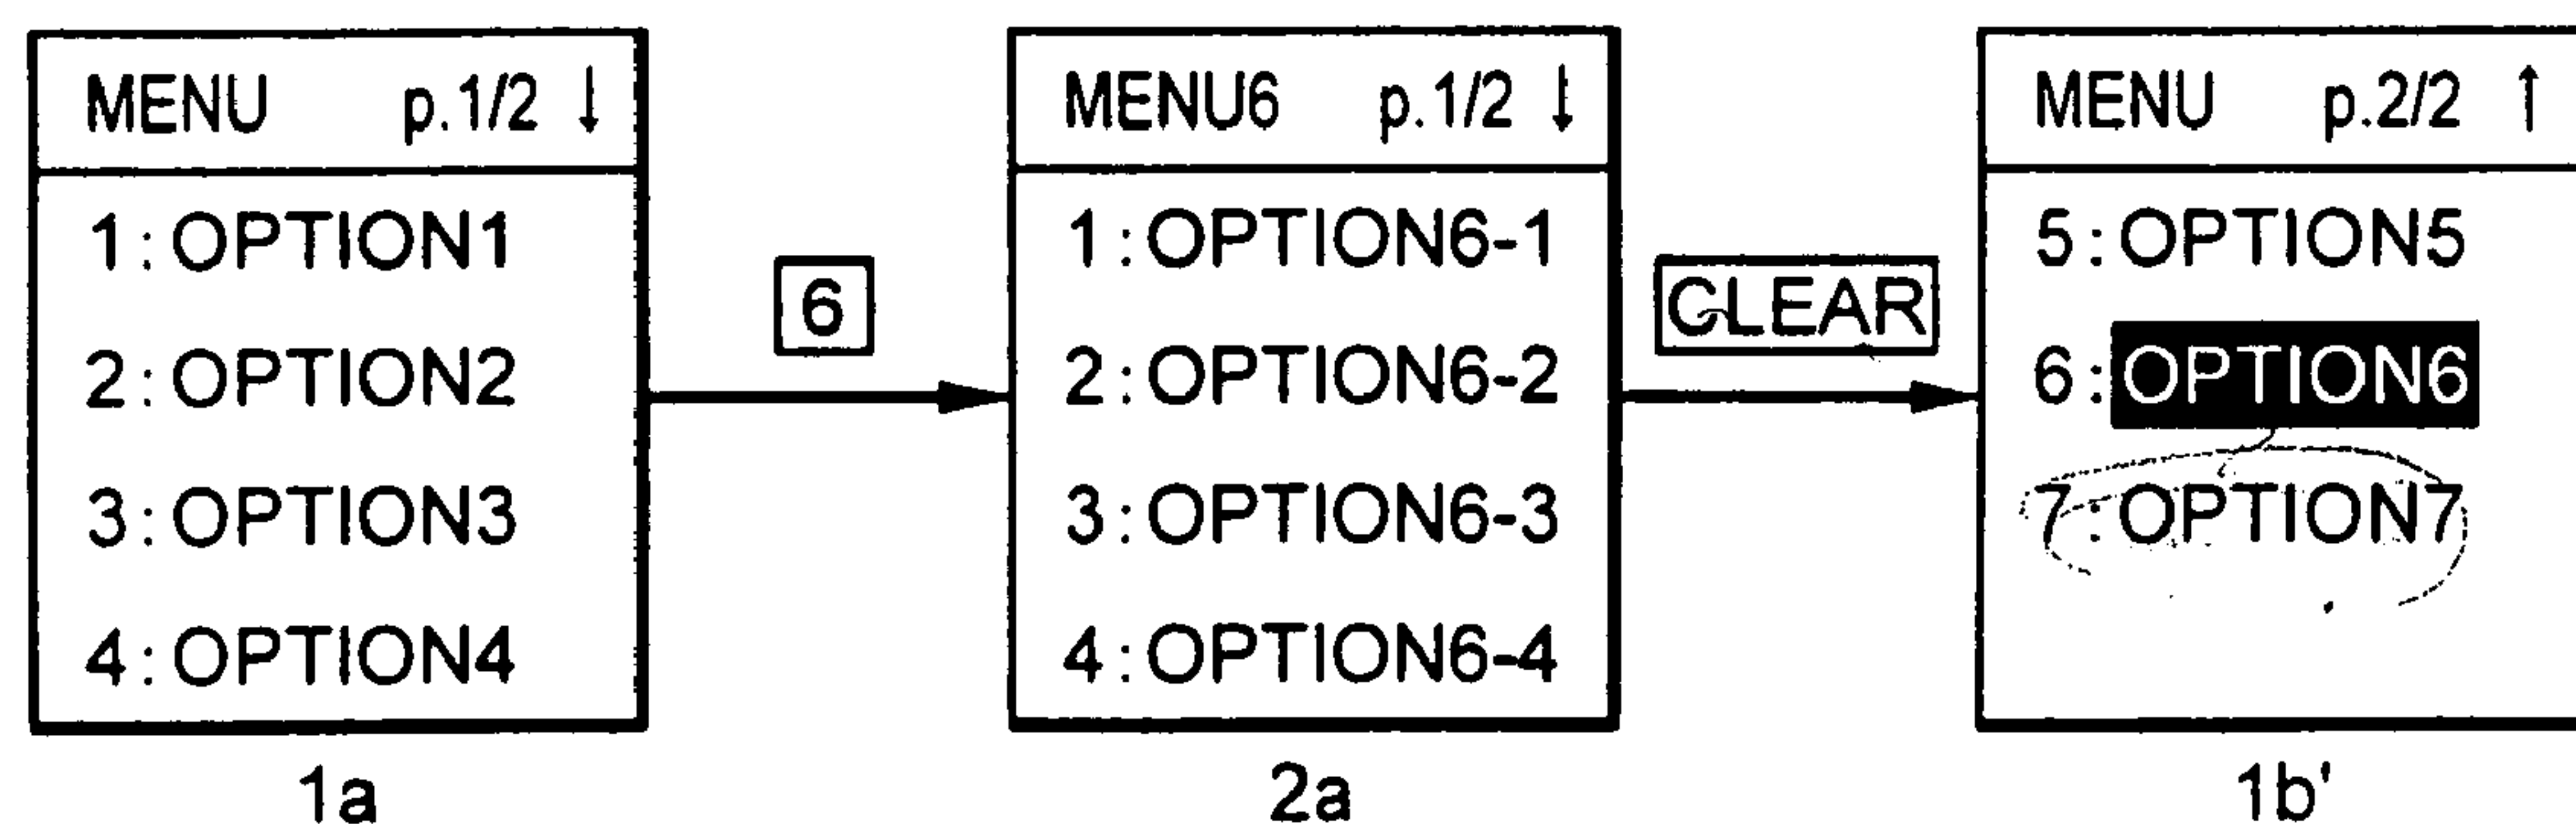 MENU p.1/2 ↓
1:OPTION1
2:OPTION2
3:OPTION3
4:OPTION4
1a
6
MENU6 p.1/2 ↓
1:OPTION6-1
2:OPTION6-2
3:OPTION6-3
4:OPTION6-4
2a
CLEAR
MENU p.2/2 ↑
5:OPTION5
6:OPTION6
7:OPTION7
1b'